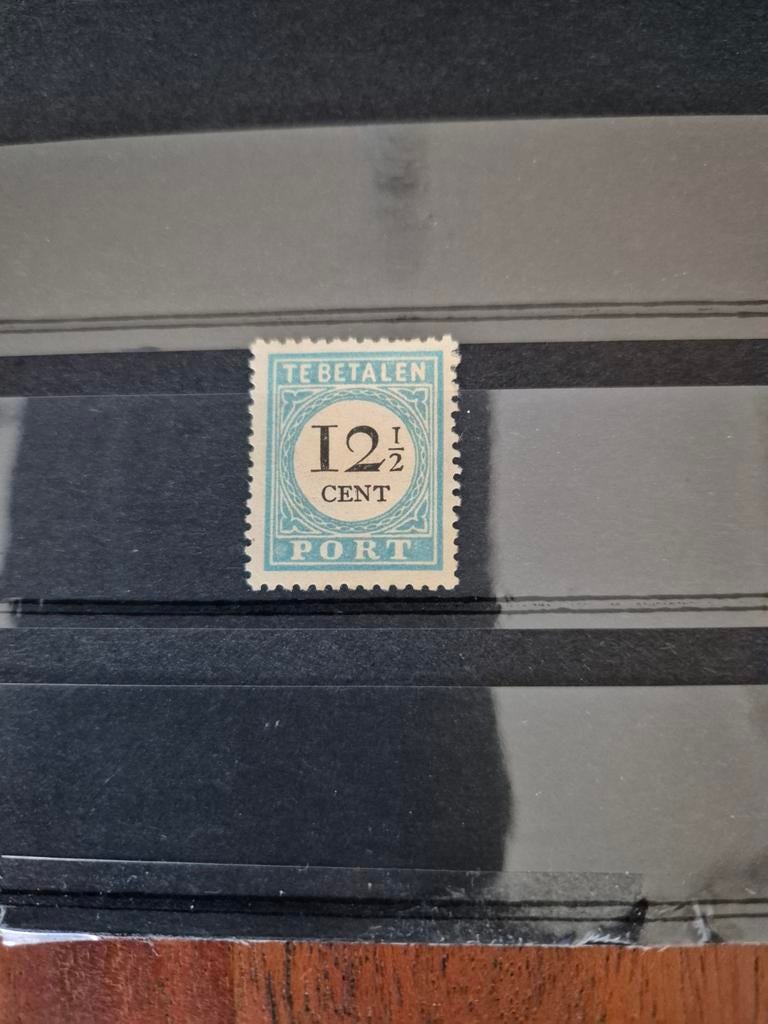 TE BETALEN
12 1/2
CENT
PORT